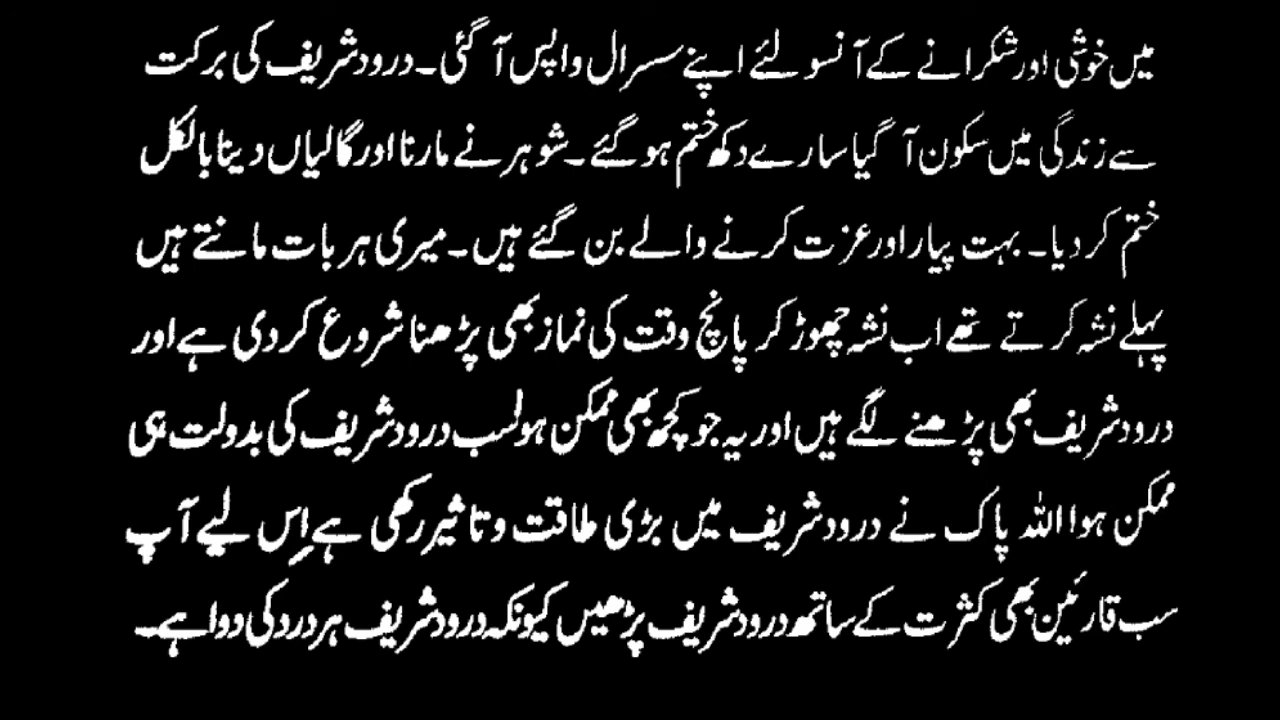 میں خوشی اور شکرانے کے آنسو لئے اپنے سسرال واپس آ گئی۔ درود شریف کی برکت
سے زندگی میں سکون آ گیا سارے دکھ ختم ہو گئے۔ شوہر نے مارنا اور گالیاں دینا بالکل
ختم کر دیا۔ بہت پیار اور عزت کرنے والے بن گئے ہیں۔ میری ہر بات مانتے ہیں
پہلے نشہ کرتے تھے اب نشہ چھوڑ کر پانچ وقت کی نماز بھی پڑھنا شروع کر دی ہے اور
درود شریف بھی پڑھنے لگے ہیں اور یہ جو کچھ بھی ممکن ہو لسب درود شریف کی بدولت ہی
ممکن ہوا اللہ پاک نے درود شریف میں بڑی طاقت و تاثیر رکھی ہے اِس لیے آپ
سب قارئین بھی کثرت کے ساتھ درود شریف پڑھیں کیونکہ درود شریف ہر درد کی دوا ہے۔